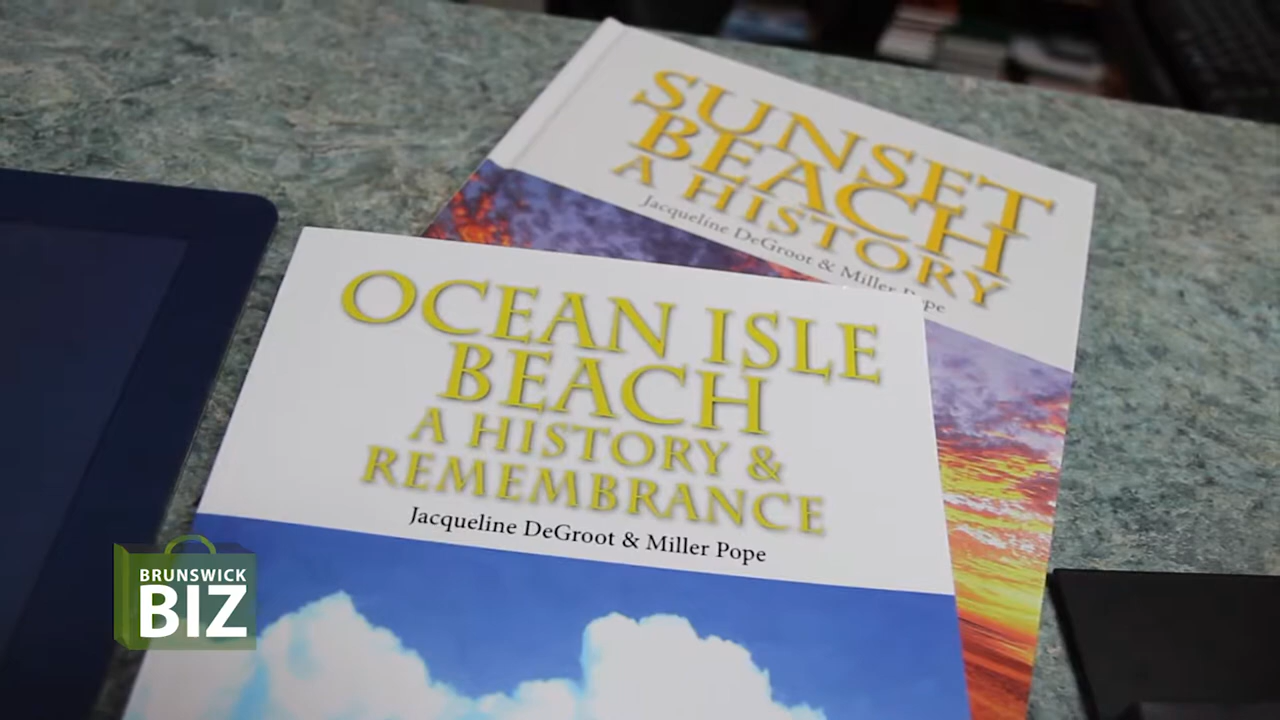 SUNSET
BEACH
A HISTORY
Jacqueline DeGroot & Miller Pope
OCEAN ISLE
BEACH
A HISTORY &
REMEMBRANCE
Jacqueline DeGroot & Miller Pope
BRUNSWICK
BIZ